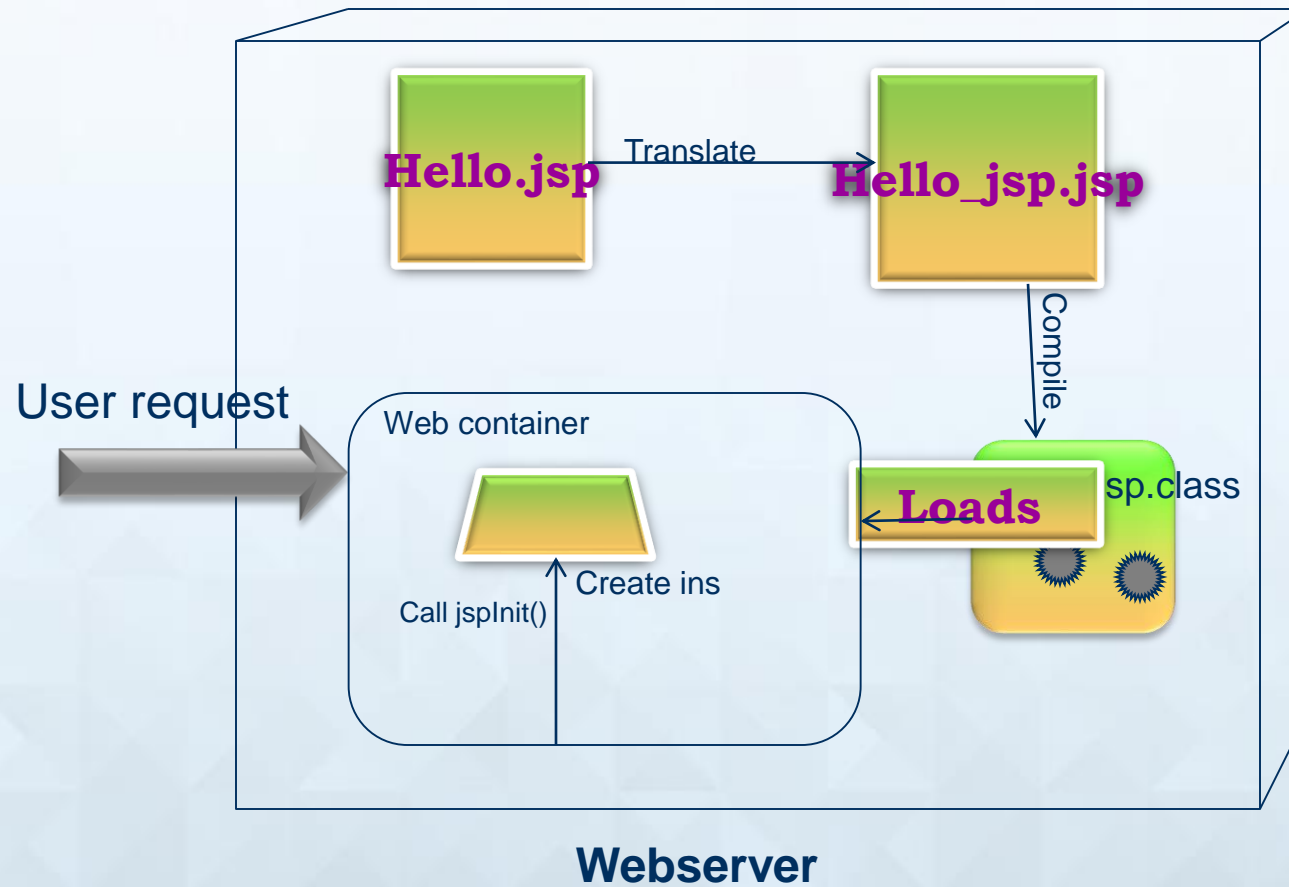 Hello.jsp
Translate
Hello_jsp.jsp
Compile
User request
Web container
Loads
sp.class
Create ins
Call jspInit()
Webserver